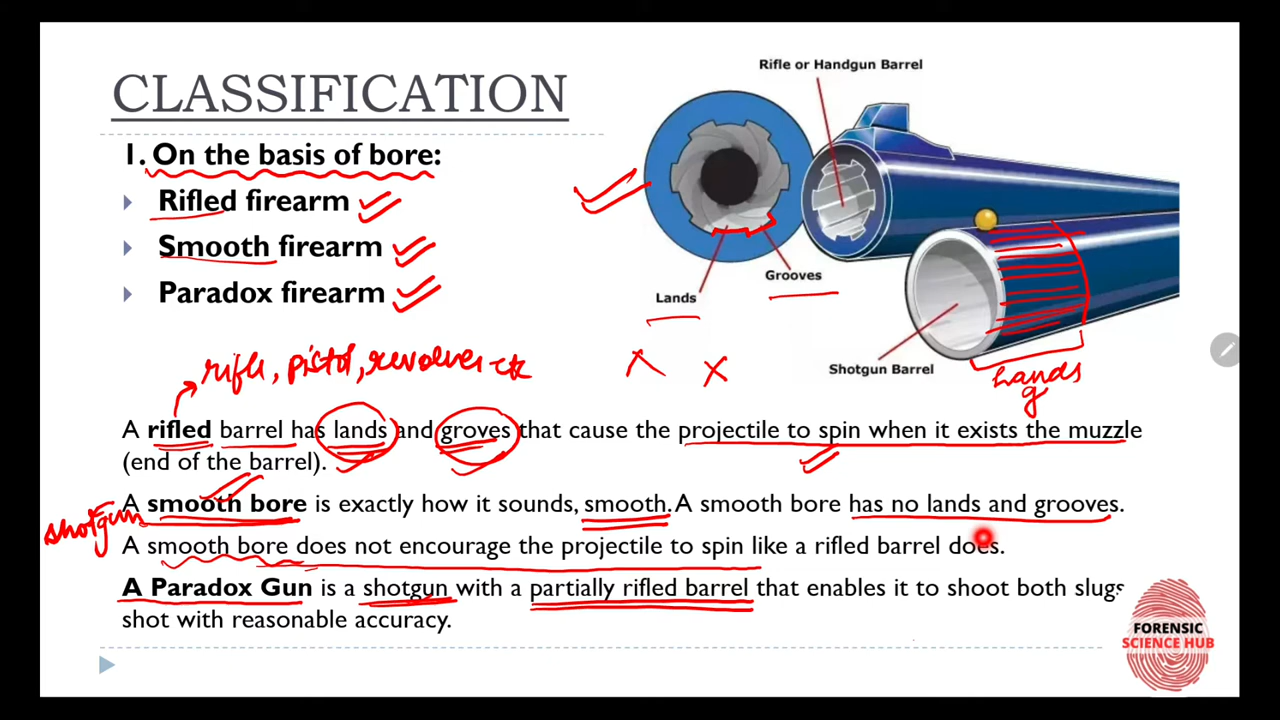 CLASSIFICATION
1. On the basis of bore:
Rifled firearm
Smooth firearm
Paradox firearm
Rifle or Handgun Barrel
Grooves
Lands
Shotgun Barrel
rifle, pistol, revolver etc
lands
g
A rifled barrel has lands and groves that cause the projectile to spin when it exists the muzzle
(end of the barrel).
A smooth bore is exactly how it sounds, smooth. A smooth bore has no lands and grooves.
shotgun
A smooth bore does not encourage the projectile to spin like a rifled barrel does.
A Paradox Gun is a shotgun with a partially rifled barrel that enables it to shoot both slugs
shot with reasonable accuracy.
FORENSIC
SCIENCE HUB